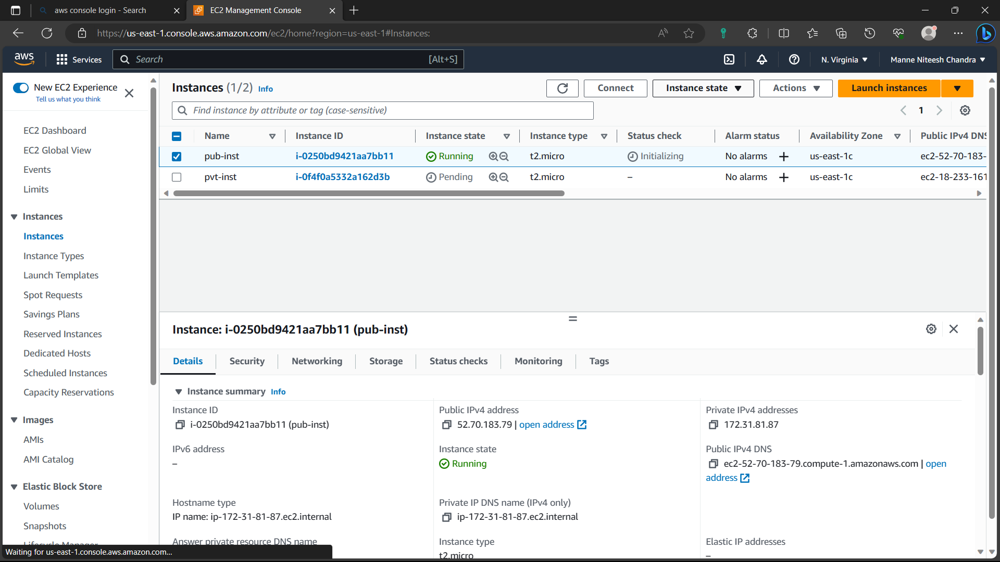 aws console login - Search
EC2 Management Console
https://us-east-1.console.aws.amazon.com/ec2/home?region=us-east-1#Instances:
aws
Services
Search
[Alt+S]
N. Virginia
Manne Niteesh Chandra
New EC2 Experience
Tell us what you think
EC2 Dashboard
EC2 Global View
Events
Limits
Instances
Instances
Instance Types
Launch Templates
Spot Requests
Savings Plans
Reserved Instances
Dedicated Hosts
Scheduled Instances
Capacity Reservations
Images
AMIs
AMI Catalog
Elastic Block Store
Volumes
Snapshots
Lifecycle Manager
Waiting for us-east-1.console.aws.amazon.com...
Instances (1/2) Info
Connect
Instance state
Actions
Launch instances
Find instance by attribute or tag (case-sensitive)
1
Name Instance ID Instance state Instance type Status check Alarm status Availability Zone Public IPv4 DNS
pub-inst i-0250bd9421aa7bb11 Running t2.micro Initializing No alarms + us-east-1c ec2-52-70-183-
pvt-inst i-0f4f0a5332a162d3b Pending t2.micro – No alarms + us-east-1c ec2-18-233-161
Instance: i-0250bd9421aa7bb11 (pub-inst)
Details Security Networking Storage Status checks Monitoring Tags
Instance summary Info
Instance ID
i-0250bd9421aa7bb11 (pub-inst)
Public IPv4 address
52.70.183.79 | open address
Private IPv4 addresses
172.31.81.87
IPv6 address
–
Instance state
Running
Public IPv4 DNS
ec2-52-70-183-79.compute-1.amazonaws.com | open
address
Hostname type
IP name: ip-172-31-81-87.ec2.internal
Private IP DNS name (IPv4 only)
ip-172-31-81-87.ec2.internal
Answer private resource DNS name
Instance type
t2.micro
Elastic IP addresses
–